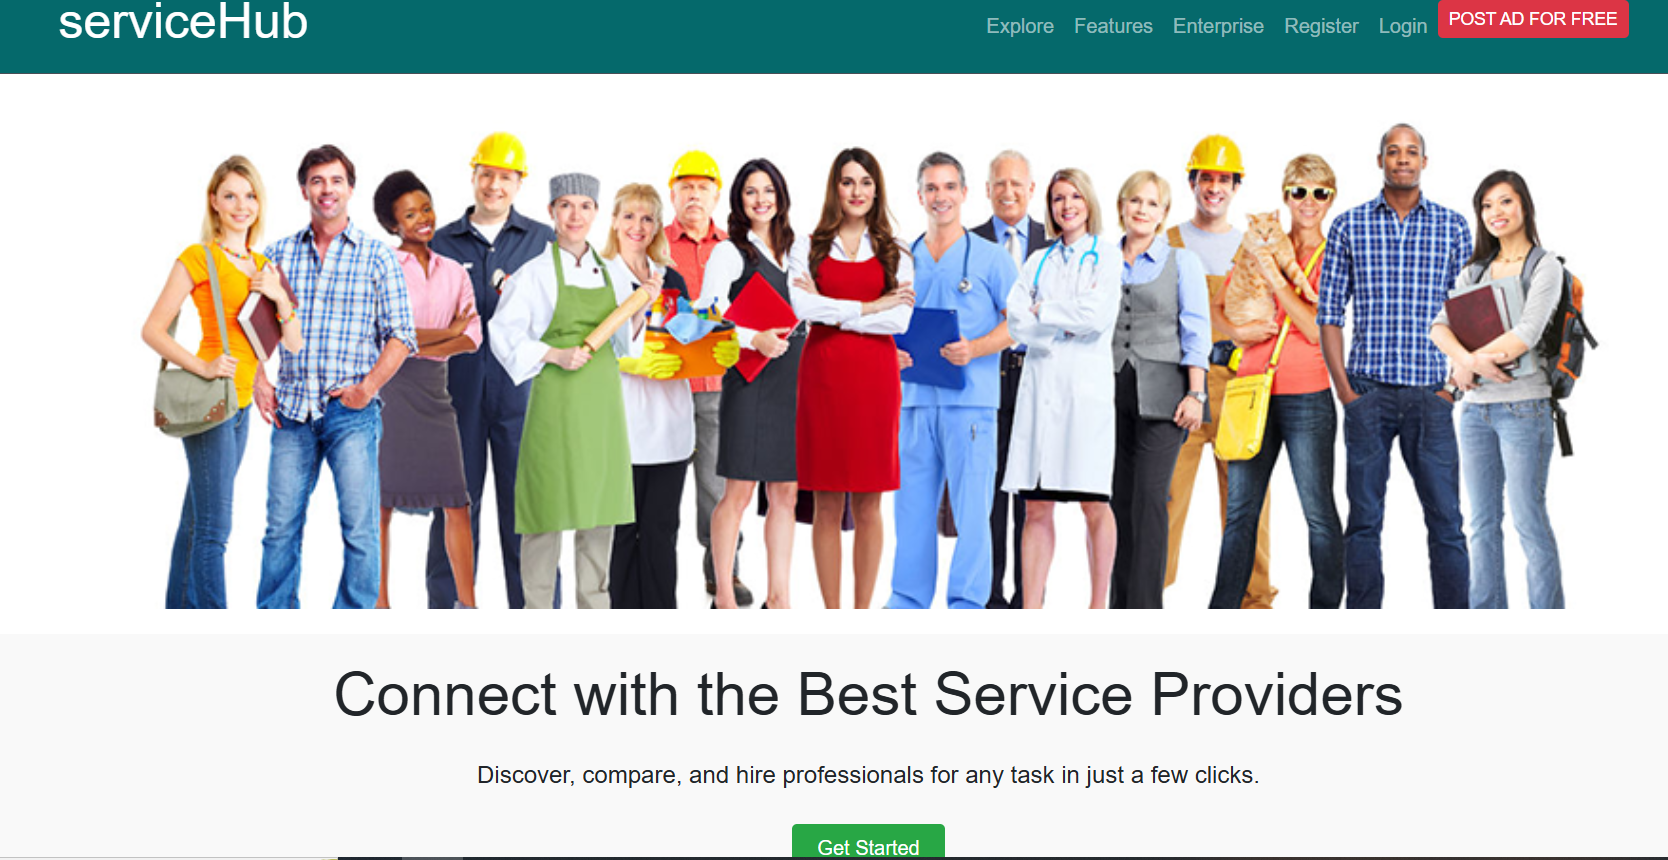 serviceHub
Explore Features Enterprise Register Login POST AD FOR FREE
Connect with the Best Service Providers
Discover, compare, and hire professionals for any task in just a few clicks.
Get Started